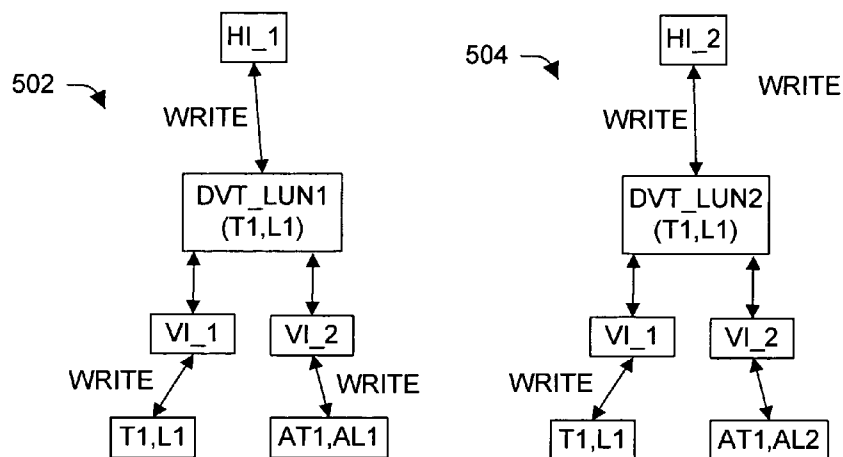 HI_1
502
WRITE
DVT_LUN1
(T1,L1)
VI_1
VI_2
WRITE
WRITE
T1,L1
AT1,AL1
HI_2
504
WRITE
WRITE
DVT_LUN2
(T1,L1)
VI_1
VI_2
WRITE
T1,L1
AT1,AL2